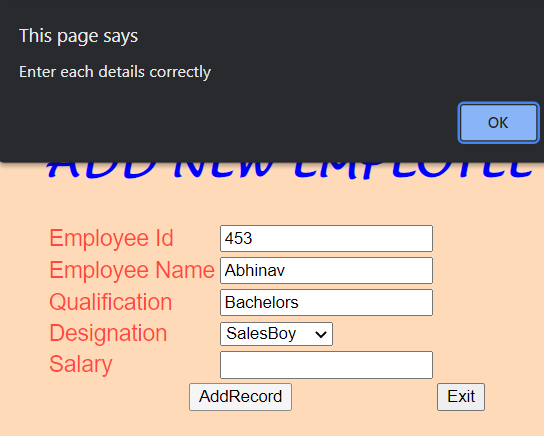 This page says
Enter each details correctly
OK
ADD NEW EMPLOYEE
Employee Id 453
Employee Name Abhinav
Qualification Bachelors
Designation SalesBoy
Salary
AddRecord Exit